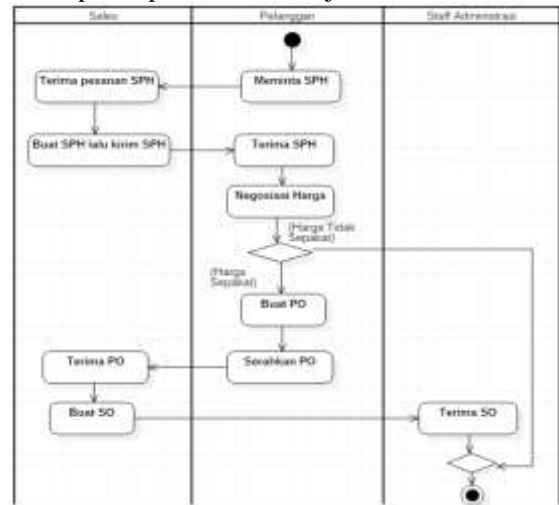 Sales
Pelanggan
Staff Administrasi
Meminta SPH
Terima pesanan SPH
Buat SPH lalu kirim SPH
Terima SPH
Negosiasi Harga
(Harga Tidak
Sepakat)
(Harga
Sepakat)
Buat PO
Serahkan PO
Terima PO
Buat SO
Terima SO